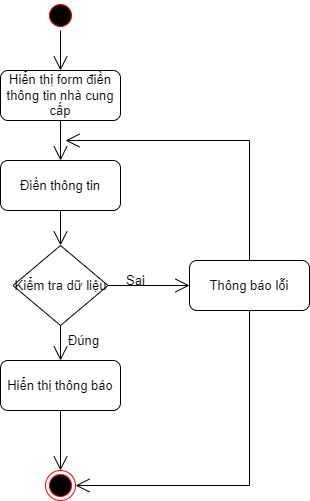 Hiển thị form điền
thông tin nhà cung
cấp
Điền thông tin
Kiểm tra dữ liệu
Sai
Thông báo lỗi
Đúng
Hiển thị thông báo